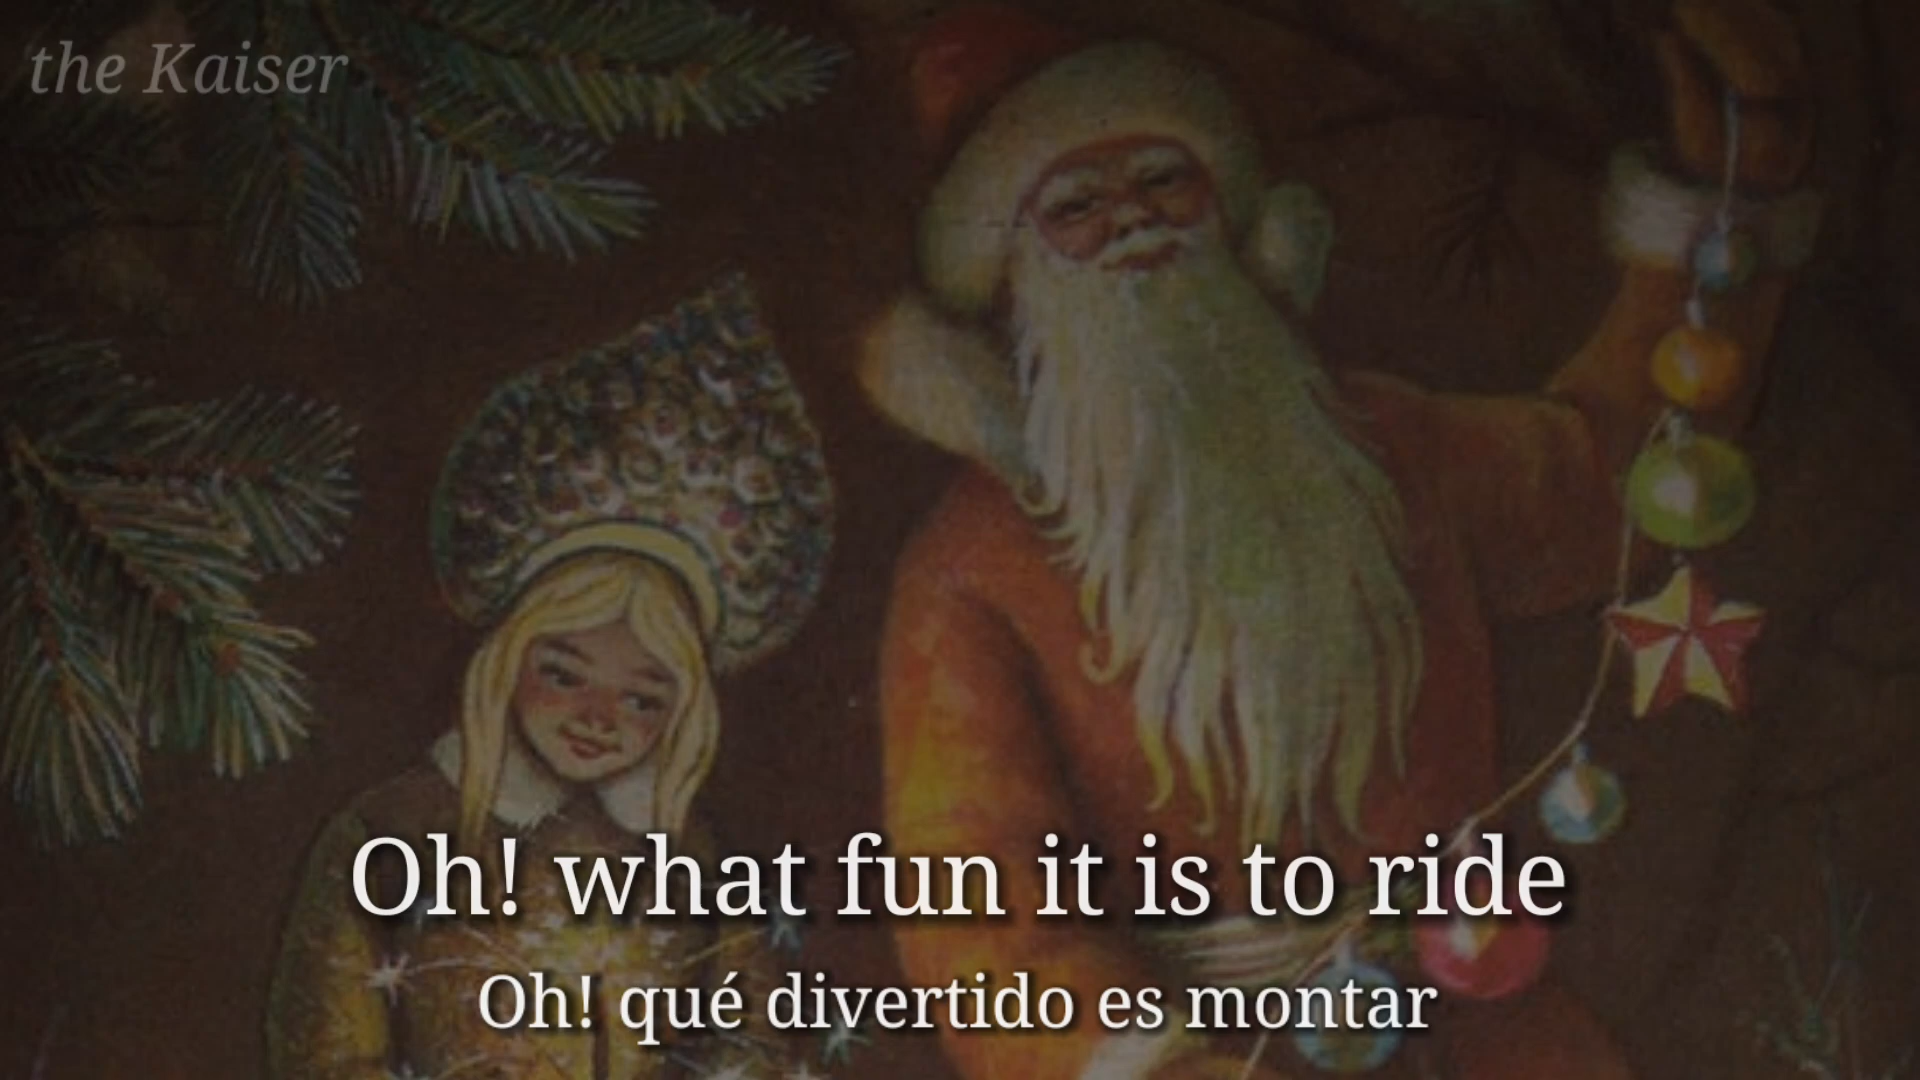 the Kaiser
Oh! what fun it is to ride
Oh! qué divertido es montar